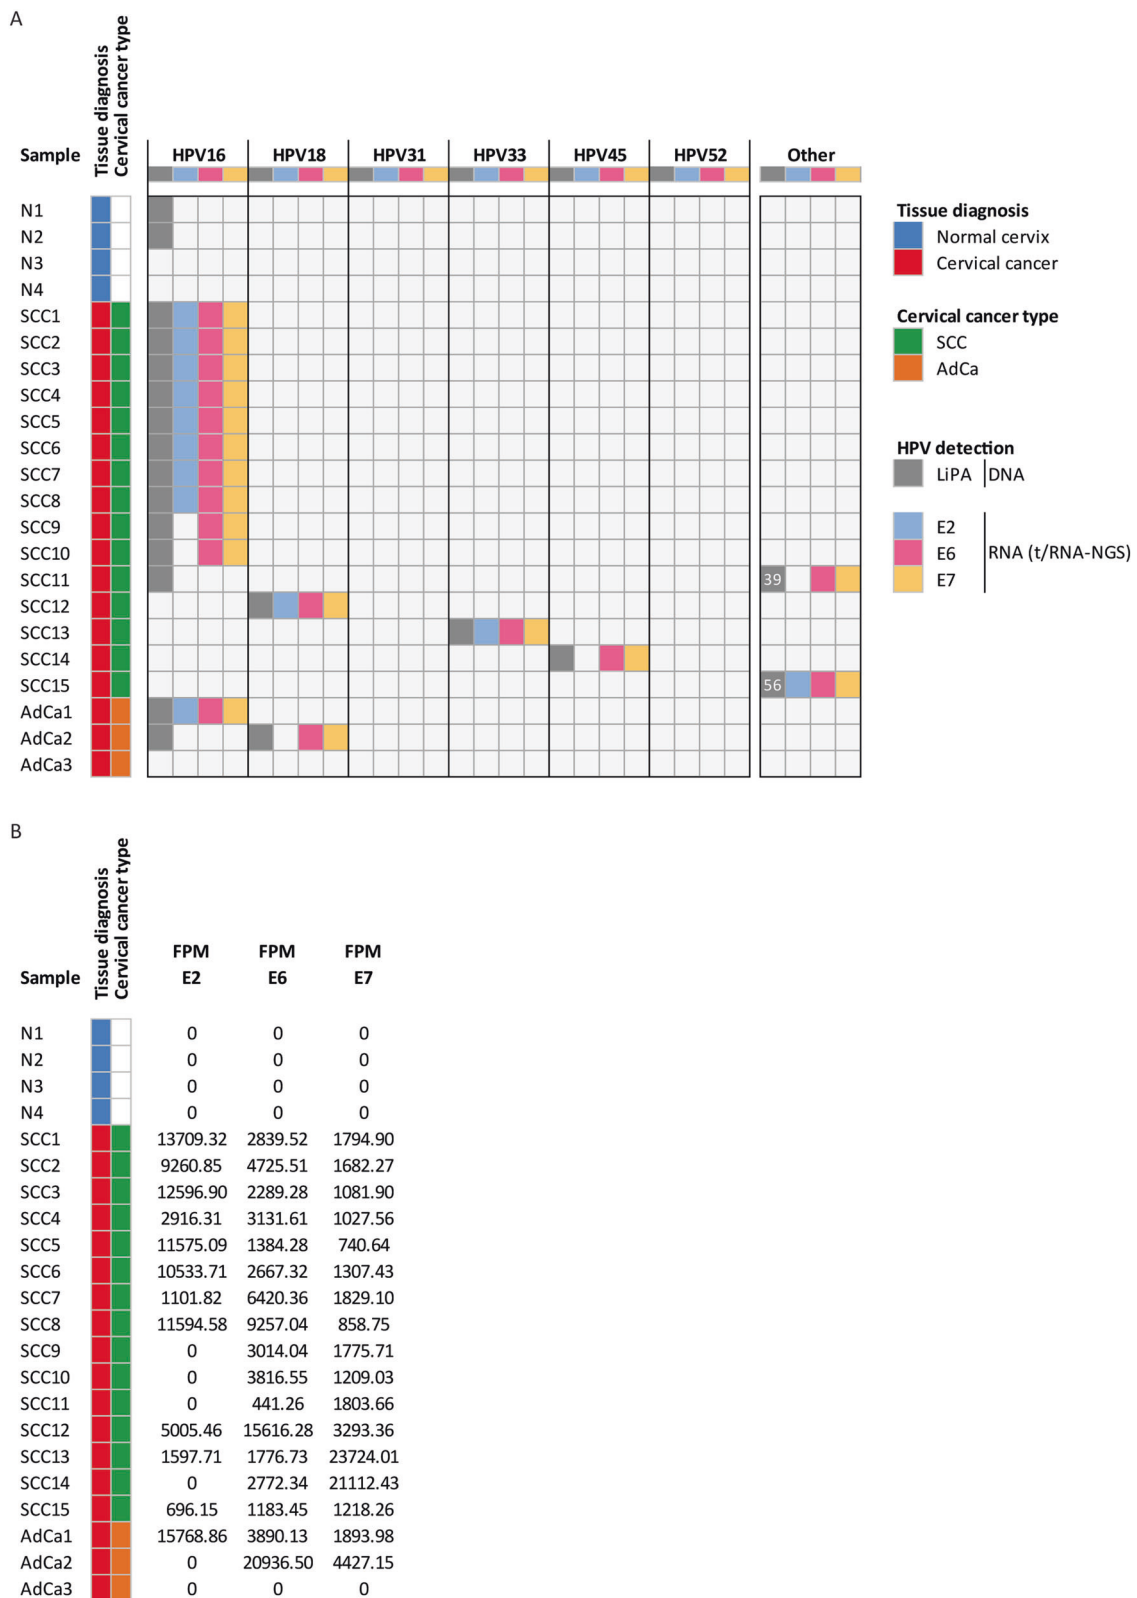 A
Tissue diagnosis
Cervical cancer type
Sample HPV16 HPV18 HPV31 HPV33 HPV45 HPV52 Other
N1
N2
N3
N4
SCC1
SCC2
SCC3
SCC4
SCC5
SCC6
SCC7
SCC8
SCC9
SCC10
SCC11 39
SCC12
SCC13
SCC14
SCC15 56
AdCa1
AdCa2
AdCa3
Tissue diagnosis
Normal cervix
Cervical cancer
Cervical cancer type
SCC
AdCa
HPV detection
LiPA DNA
E2
E6 RNA (t/RNA-NGS)
E7
B
Tissue diagnosis
Cervical cancer type
FPM FPM FPM
Sample E2 E6 E7
N1 0 0 0
N2 0 0 0
N3 0 0 0
N4 0 0 0
SCC1 13709.32 2839.52 1794.90
SCC2 9260.85 4725.51 1682.27
SCC3 12596.90 2289.28 1081.90
SCC4 2916.31 3131.61 1027.56
SCC5 11575.09 1384.28 740.64
SCC6 10533.71 2667.32 1307.43
SCC7 1101.82 6420.36 1829.10
SCC8 11594.58 9257.04 858.75
SCC9 0 3014.04 1775.71
SCC10 0 3816.55 1209.03
SCC11 0 441.26 1803.66
SCC12 5005.46 15616.28 3293.36
SCC13 1597.71 1776.73 23724.01
SCC14 0 2772.34 21112.43
SCC15 696.15 1183.45 1218.26
AdCa1 15768.86 3890.13 1893.98
AdCa2 0 20936.50 4427.15
AdCa3 0 0 0